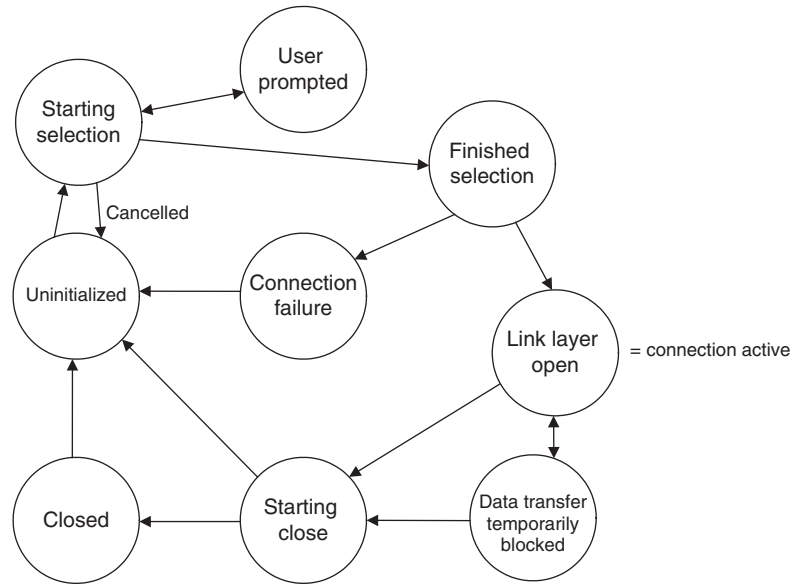 User
prompted
Starting
selection
Finished
selection
Cancelled
Uninitialized
Connection
failure
Link layer
open
= connection active
Closed
Starting
close
Data transfer
temporarily
blocked